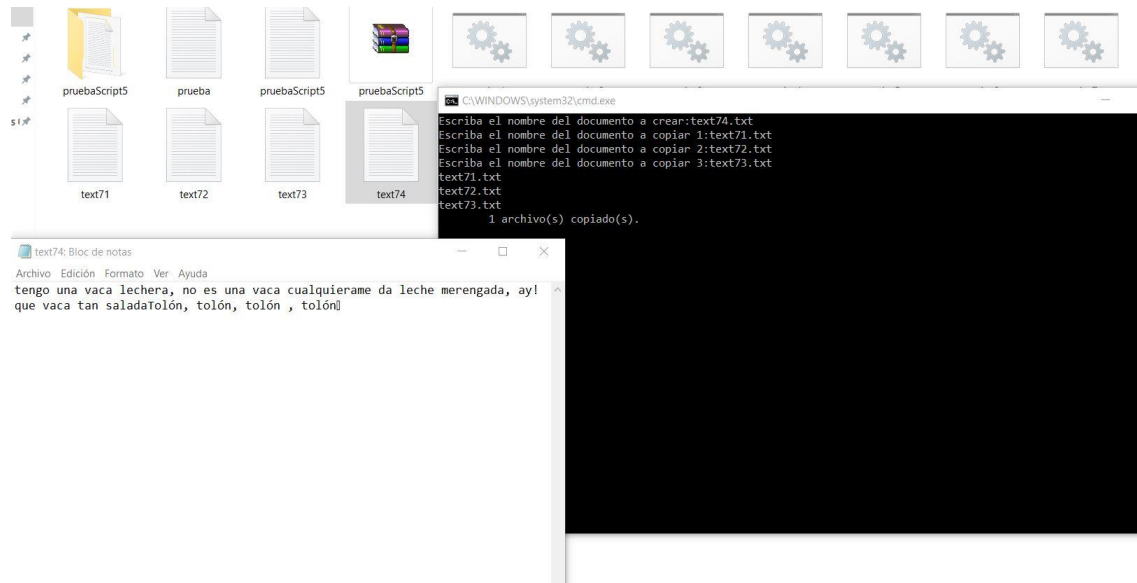 pruebaScript5
prueba
pruebaScript5
pruebaScript5
text71
text72
text73
text74
C:\WINDOWS\system32\cmd.exe
Escriba el nombre del documento a crear:text74.txt
Escriba el nombre del documento a copiar 1:text71.txt
Escriba el nombre del documento a copiar 2:text72.txt
Escriba el nombre del documento a copiar 3:text73.txt
text71.txt
text72.txt
text73.txt
1 archivo(s) copiado(s).
text74: Bloc de notas
Archivo Edición Formato Ver Ayuda
tengo una vaca lechera, no es una vaca cualquierame da leche merengada, ay!
que vaca tan saladaTolón, tolón, tolón , tolón